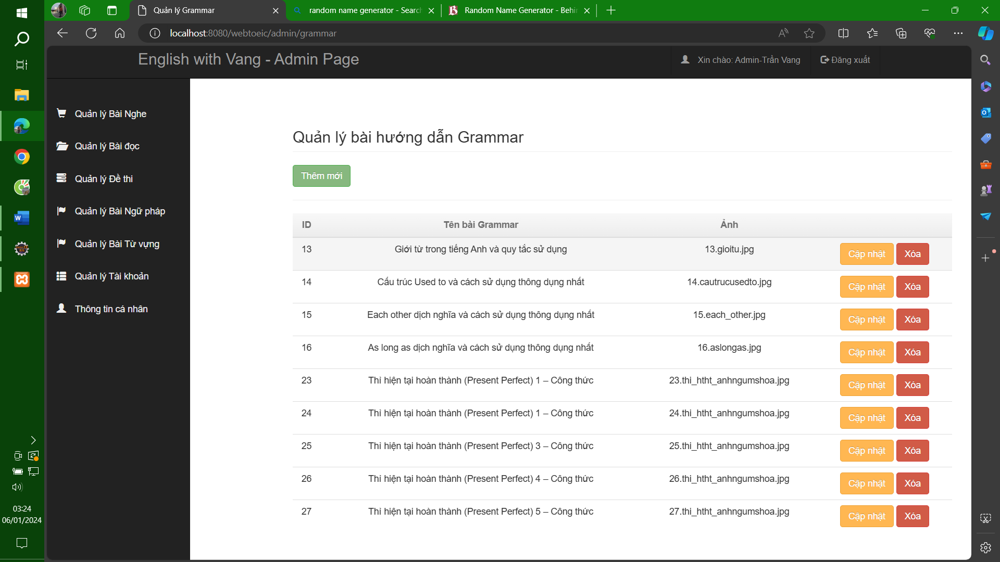 Quản lý Grammar
random name generator - Search
Random Name Generator - Behin
localhost:8080/webtoeic/admin/grammar
English with Vang - Admin Page
Xin chào: Admin-Trần Vang
Đăng xuất
Quản lý Bài Nghe
Quản lý Bài đọc
Quản lý Đề thi
Quản lý Bài Ngữ pháp
Quản lý Bài Từ vựng
Quản lý Tài khoản
Thông tin cá nhân
Quản lý bài hướng dẫn Grammar
Thêm mới
ID Tên bài Grammar Ảnh
13 Giới từ trong tiếng Anh và quy tắc sử dụng 13.gioitu.jpg Cập nhật Xóa
14 Cấu trúc Used to và cách sử dụng thông dụng nhất 14.cautrucusedto.jpg Cập nhật Xóa
15 Each other dịch nghĩa và cách sử dụng thông dụng nhất 15.each_other.jpg Cập nhật Xóa
16 As long as dịch nghĩa và cách sử dụng thông dụng nhất 16.aslongas.jpg Cập nhật Xóa
23 Thì hiện tại hoàn thành (Present Perfect) 1 – Công thức 23.thi_htht_anhngumshoa.jpg Cập nhật Xóa
24 Thì hiện tại hoàn thành (Present Perfect) 1 – Công thức 24.thi_htht_anhngumshoa.jpg Cập nhật Xóa
25 Thì hiện tại hoàn thành (Present Perfect) 3 – Công thức 25.thi_htht_anhngumshoa.jpg Cập nhật Xóa
26 Thì hiện tại hoàn thành (Present Perfect) 4 – Công thức 26.thi_htht_anhngumshoa.jpg Cập nhật Xóa
27 Thì hiện tại hoàn thành (Present Perfect) 5 – Công thức 27.thi_htht_anhngumshoa.jpg Cập nhật Xóa
03:24
06/01/2024